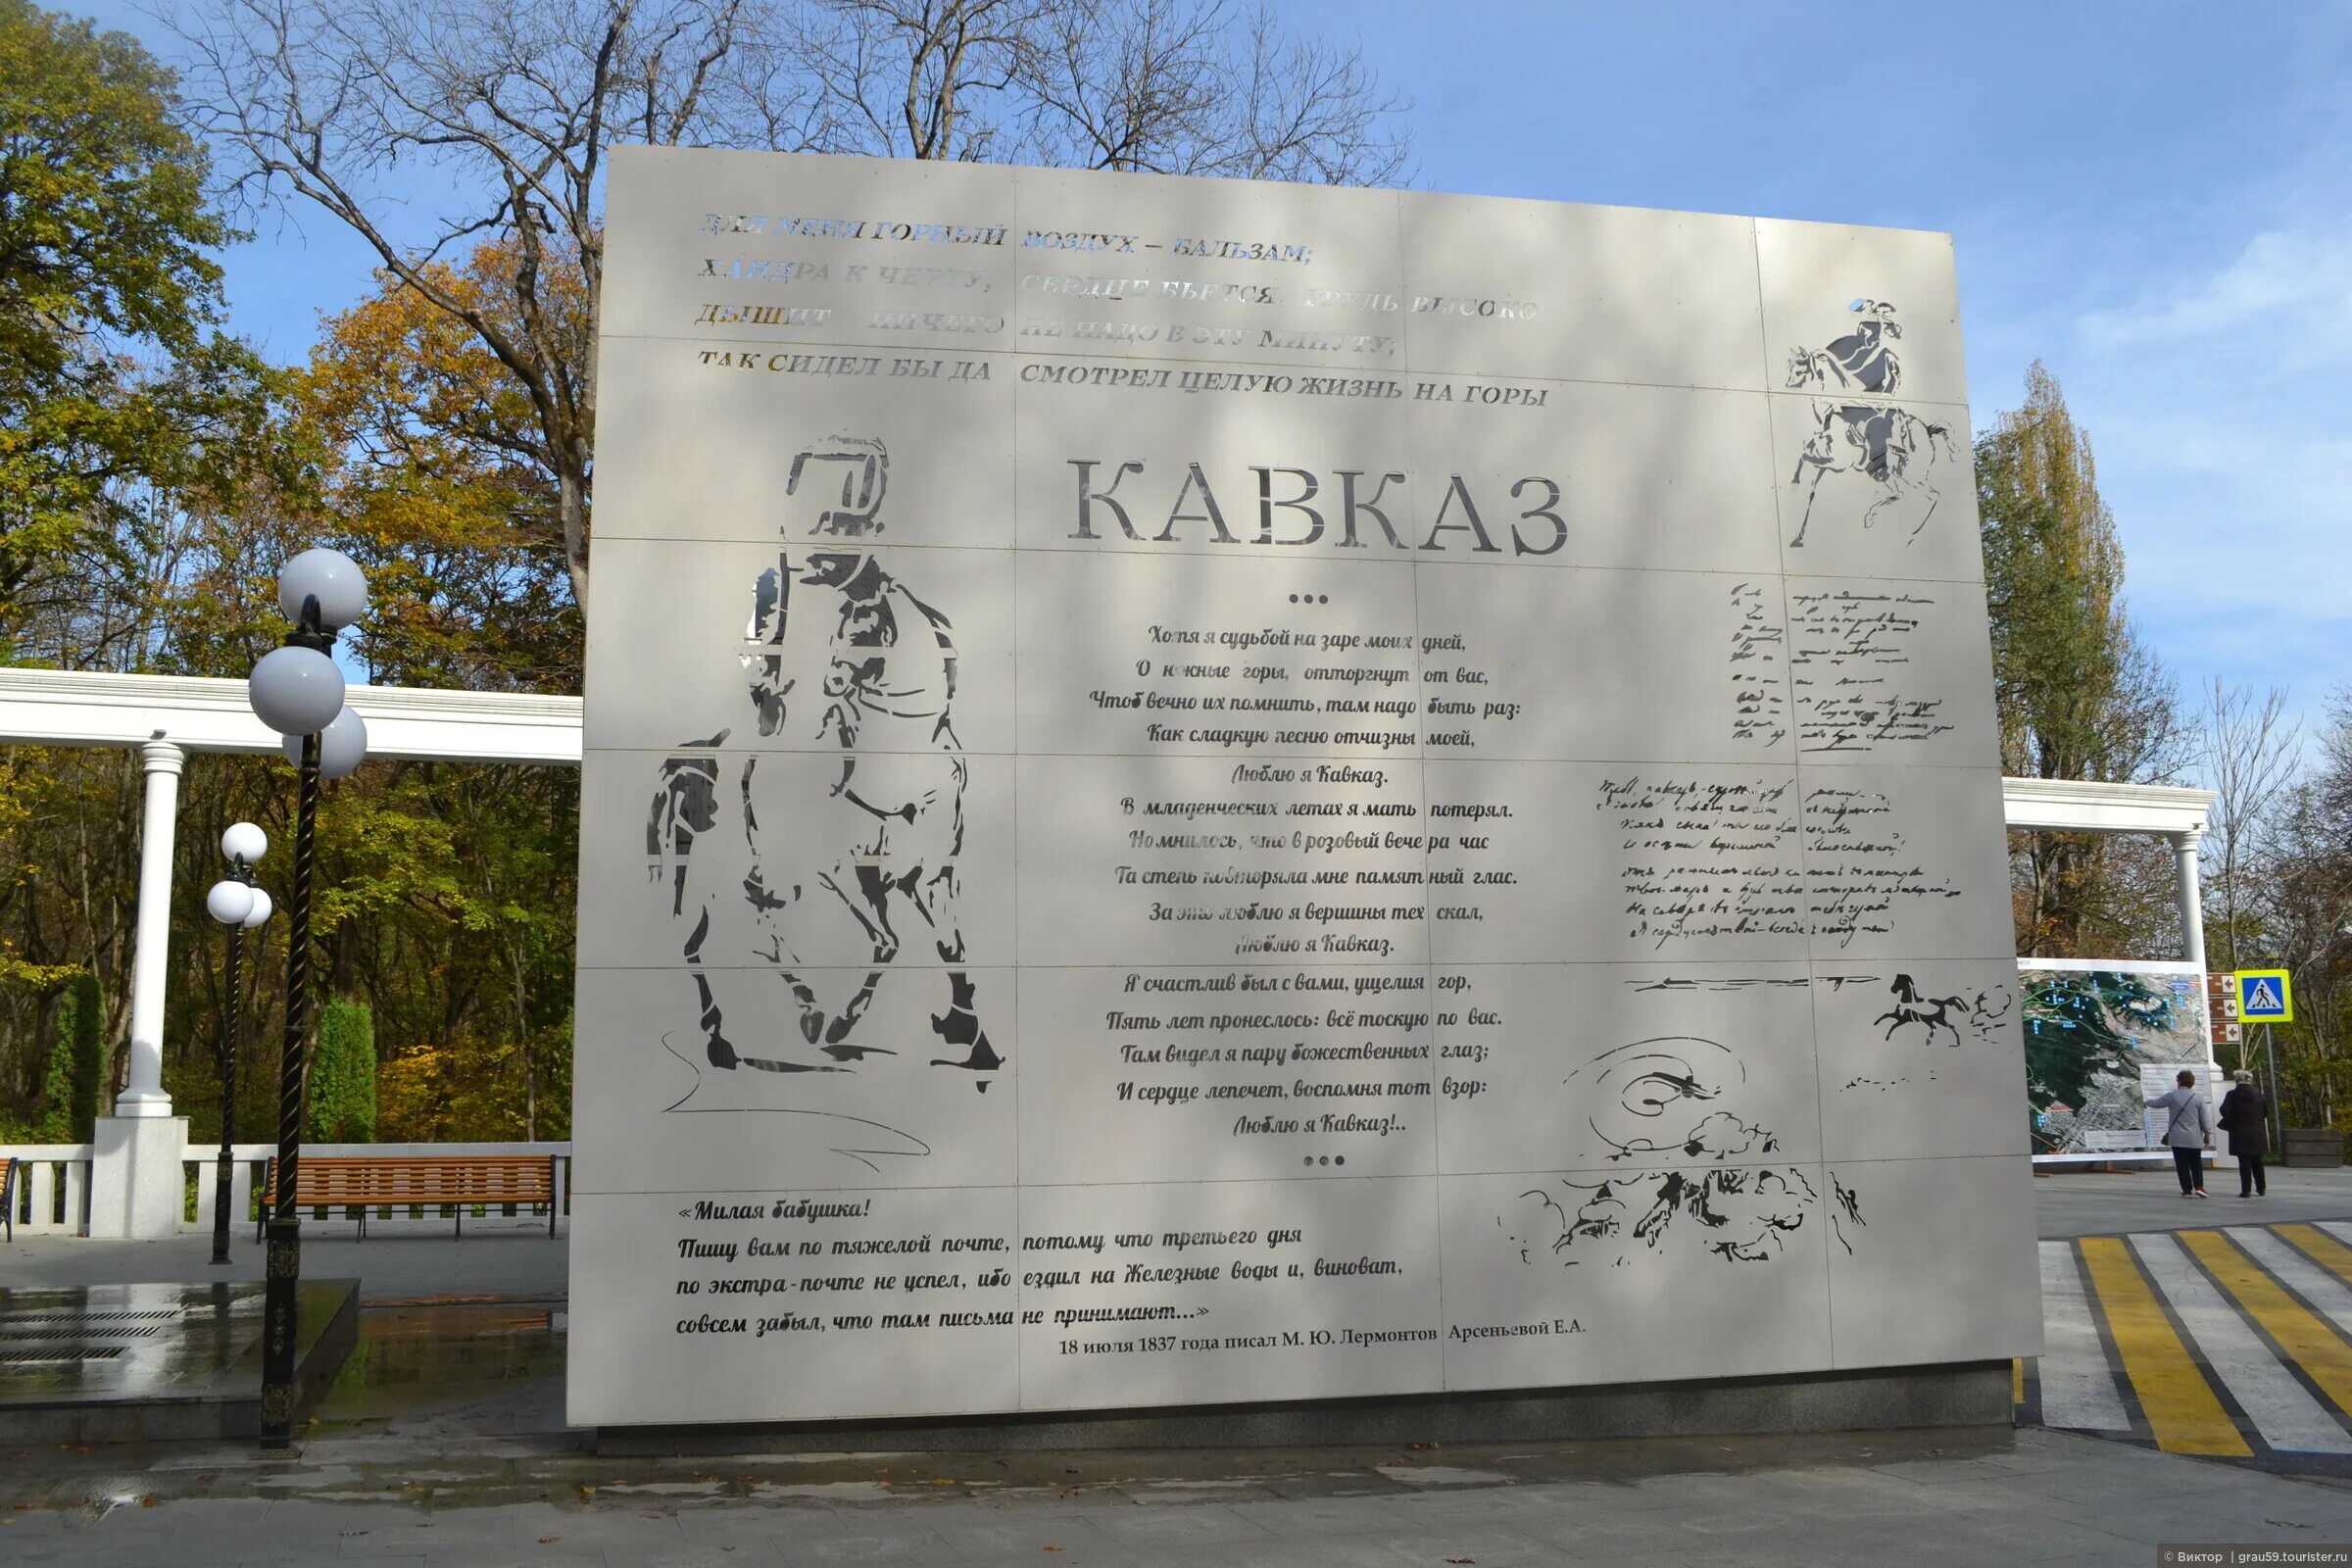 ДЛЯ МЕНЯ ГОРНЫЙ ВОЗДУХ – БАЛЬЗАМ;
ХАНДРА К ЧЕРТУ, СЕРДЦЕ БЬЕТСЯ, ГРУДЬ ВЫСОКО
ДЫШИТ НИЧЕГО НЕ НАДО В ЭТУ МИНУТУ;
ТАК СИДЕЛ БЫ ДА СМОТРЕЛ ЦЕЛУЮ ЖИЗНЬ НА ГОРЫ
КАВКАЗ
Хотя я судьбой на заре моих дней,
О южные горы, отторгнут от вас,
Чтоб вечно их помнить, там надо быть раз:
Как сладкую песню отчизны моей,
Люблю я Кавказ.
В младенческих летах я мать потерял.
Но мнилось, что в розовый вечера час
Та степь повторяла мне памятный глас.
За это люблю я вершины тех скал,
Люблю я Кавказ.
Я счастлив был с вами, ущелия гор,
Пять лет пронеслось: всё тоскую по вас.
Там видел я пару божественных глаз;
И сердце лепечет, воспомня тот взор:
Люблю я Кавказ!..
«Милая бабушка!
Пишу вам по тяжелой почте, потому что третьего дня
по экстра-почте не успел, ибо ездил на Железные воды и, виноват,
совсем забыл, что там письма не принимают...»
18 июля 1837 года писал М. Ю. Лермонтов Арсеньевой Е.А.
© Виктор | grau59.tourister.ru